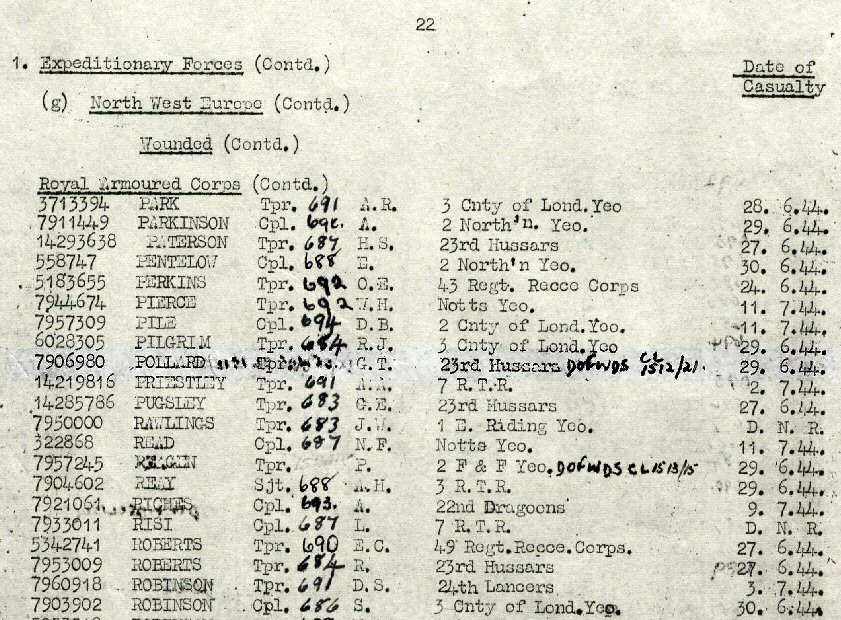 22
1. Expeditionary Forces (Contd.) Date of
Casualty
(g) North West Europe (Contd.)
Wounded (Contd.)
Royal Armoured Corps (Contd.)
3713394 PARK Tpr. 691 A.R. 3 Cnty of Lond.Yeo 28. 6.44.
7911449 PARKINSON Cpl. A. 2 North'n. Yeo. 29. 6.44.
14293638 PATERSON Tpr. 687 H.S. 23rd Hussars 27. 6.44.
558747 PENTELOW Cpl. 688 E. 2 North'n Yeo. 30. 6.44.
5183655 PERKINS Tpr. 692 O.E. 43 Regt. Recce Corps 24. 6.44.
7944674 PIERCE Tpr. 692 W.H. Notts Yeo. 11. 7.44.
7957309 PILE Cpl. 694 D.B. 2 Cnty of Lond.Yeo. 11. 7.44.
6028305 PILGRIM Tpr. 684 R.J. 3 Cnty of Lond.Yeo 29. 6.44.
7906980 POLLARD G.T. 23rd Hussars DOFWDS CL 1512/21. 29. 6.44.
14219816 PRIESTLEY Tpr. 691 A.A. 7 R.T.R. 2. 7.44.
14285786 PUGSLEY Tpr. 683 G.E. 23rd Hussars 27. 6.44.
7950000 RAWLINGS Tpr. 683 J.W. 1 E. Riding Yeo. D. N. R.
322868 READ Cpl. 687 N.F. Notts Yeo. 11. 7.44.
7957245 REAGEN Tpr. P. 2 F & F Yeo. DOFWDS CL 1513/15 29. 6.44.
7904602 REAY Sjt. 688 3 R.T.R. 29. 6.44.
7921061 RICHES Cpl. 693. A. 22nd Dragoons 9. 7.44.
7933011 RISI Cpl. 687 L. 7 R.T.R. D. N. R.
5342741 ROBERTS Tpr. 690 E.C. 49 Regt.Recce.Corps. 27. 6.44.
7953009 ROBERTS Tpr. 684 R. 23rd Hussars 27. 6.44.
7960918 ROBINSON Tpr. 691 D.S. 24th Lancers 3. 7.44.
7903902 ROBINSON Cpl. 686 S. 3 Cnty of Lond.Yeo. 30. 6.44.